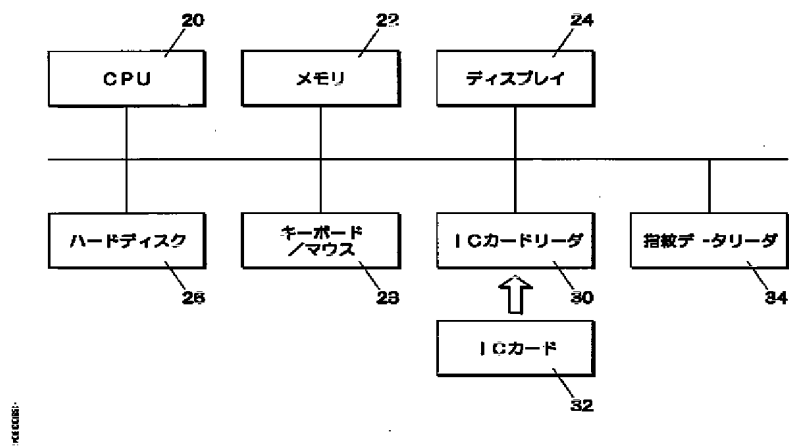 20
22
24
CPU
メモリ
ディスプレイ
ハードディスク
キーボード
／マウス
ICカードリーダ
指紋データリーダ
26
28
30
34
ICカード
32